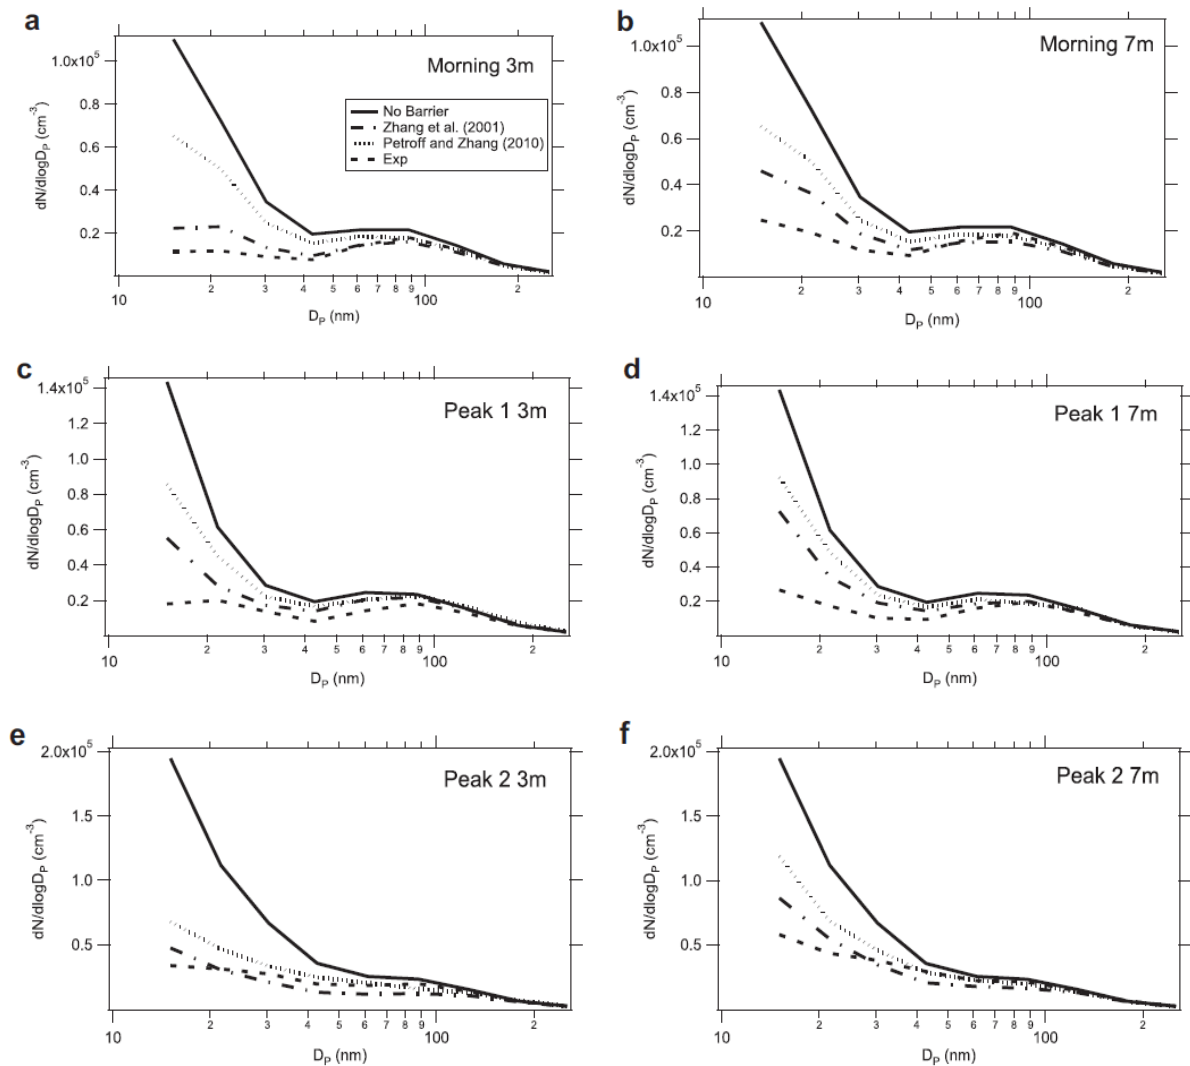 a
Morning 3m
1.0x10^5
0.8
0.6
0.4
0.2
dN/dlogD_P (cm^-3)
No Barrier
Zhang et al. (2001)
Petroff and Zhang (2010)
Exp
10 2 3 4 5 6 7 8 9 100 2
D_P (nm)
b
Morning 7m
1.0x10^5
0.8
0.6
0.4
0.2
dN/dlogD_P (cm^-3)
10 2 3 4 5 6 7 8 9 100 2
D_P (nm)
c
Peak 1 3m
1.4x10^5
1.2
1.0
0.8
0.6
0.4
0.2
dN/dlogD_P (cm^-3)
10 2 3 4 5 6 7 8 9 100 2
D_P (nm)
d
Peak 1 7m
1.4x10^5
1.2
1.0
0.8
0.6
0.4
0.2
dN/dlogD_P (cm^-3)
10 2 3 4 5 6 7 8 9 100 2
D_P (nm)
e
Peak 2 3m
2.0x10^5
1.5
1.0
0.5
dN/dlogD_P (cm^-3)
10 2 3 4 5 6 7 8 9 100 2
D_P (nm)
f
Peak 2 7m
2.0x10^5
1.5
1.0
0.5
dN/dlogD_P (cm^-3)
10 2 3 4 5 6 7 8 9 100 2
D_P (nm)